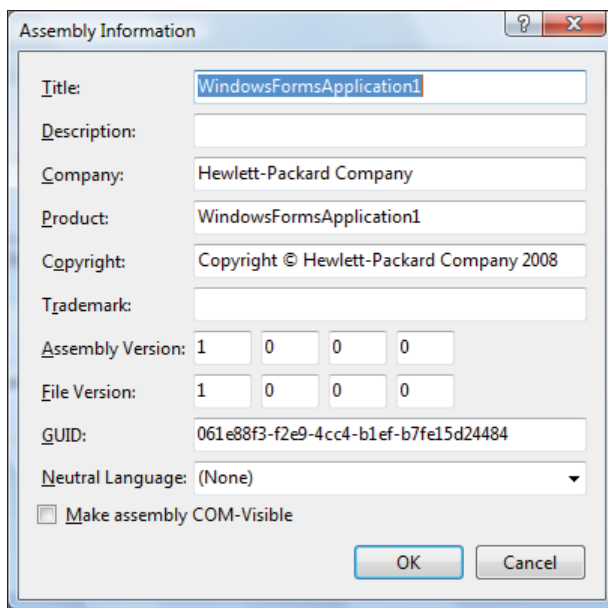 Assembly Information
Title: WindowsFormsApplication1
Description:
Company: Hewlett-Packard Company
Product: WindowsFormsApplication1
Copyright: Copyright © Hewlett-Packard Company 2008
Trademark:
Assembly Version: 1 0 0 0
File Version: 1 0 0 0
GUID: 061e88f3-f2e9-4cc4-b1ef-b7fe15d24484
Neutral Language: (None)
Make assembly COM-Visible
OK Cancel